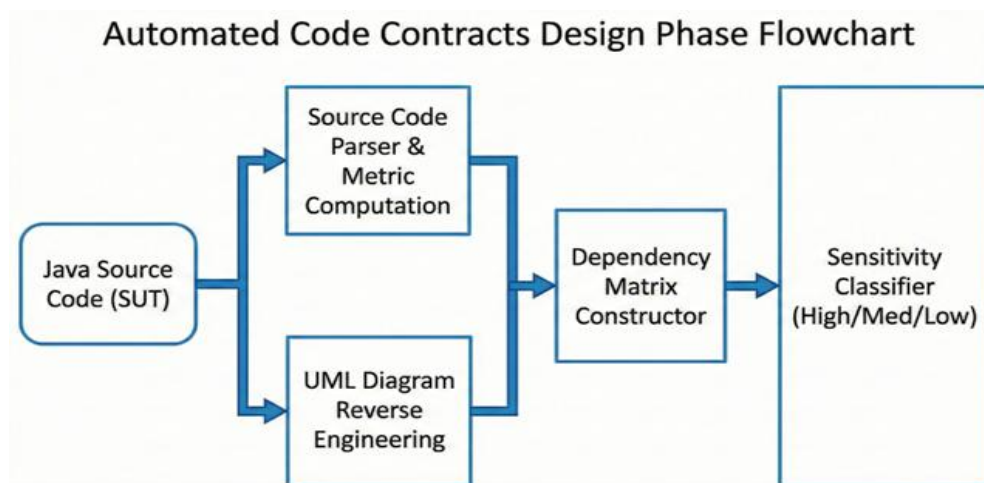 Automated Code Contracts Design Phase Flowchart
Source Code
Parser &
Metric
Computation
Java Source
Code (SUT)
Dependency
Matrix
Constructor
Sensitivity
Classifier
(High/Med/Low)
UML Diagram
Reverse
Engineering